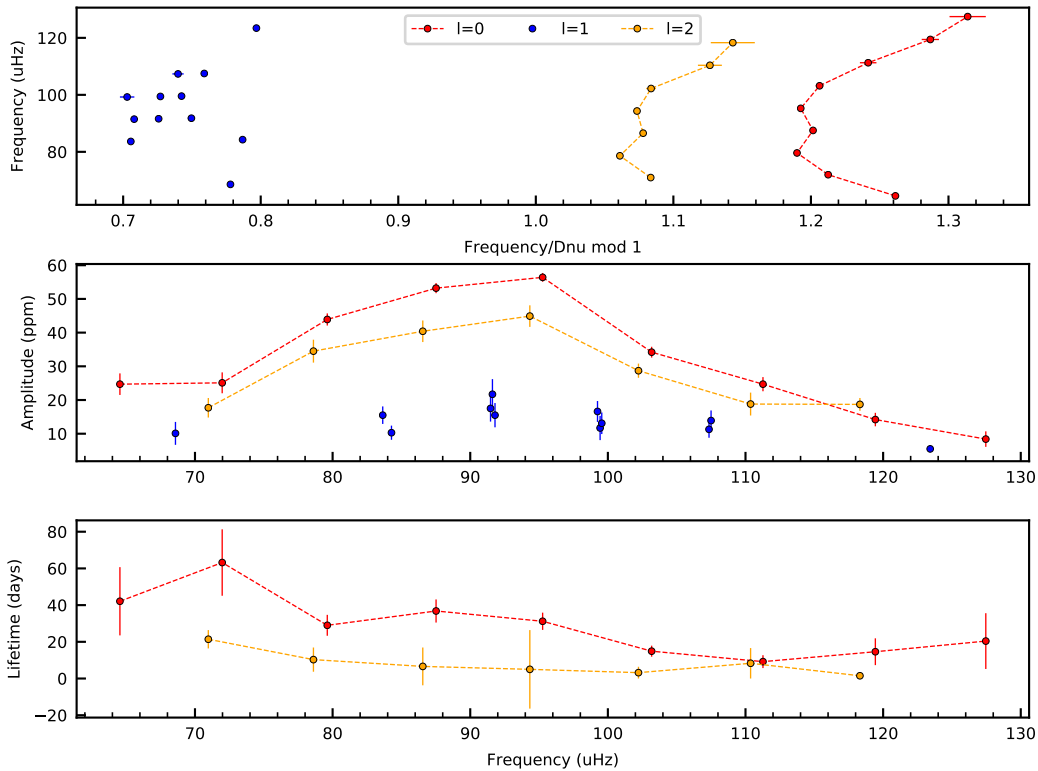 l=0 l=1 l=2
Frequency (uHz)
120
100
80
60
0.7 0.8 0.9 1.0 1.1 1.2 1.3
Frequency/Dnu mod 1
Amplitude (ppm)
60
50
40
30
20
10
70 80 90 100 110 120 130
Lifetime (days)
80
60
40
20
0
−20
70 80 90 100 110 120 130
Frequency (uHz)